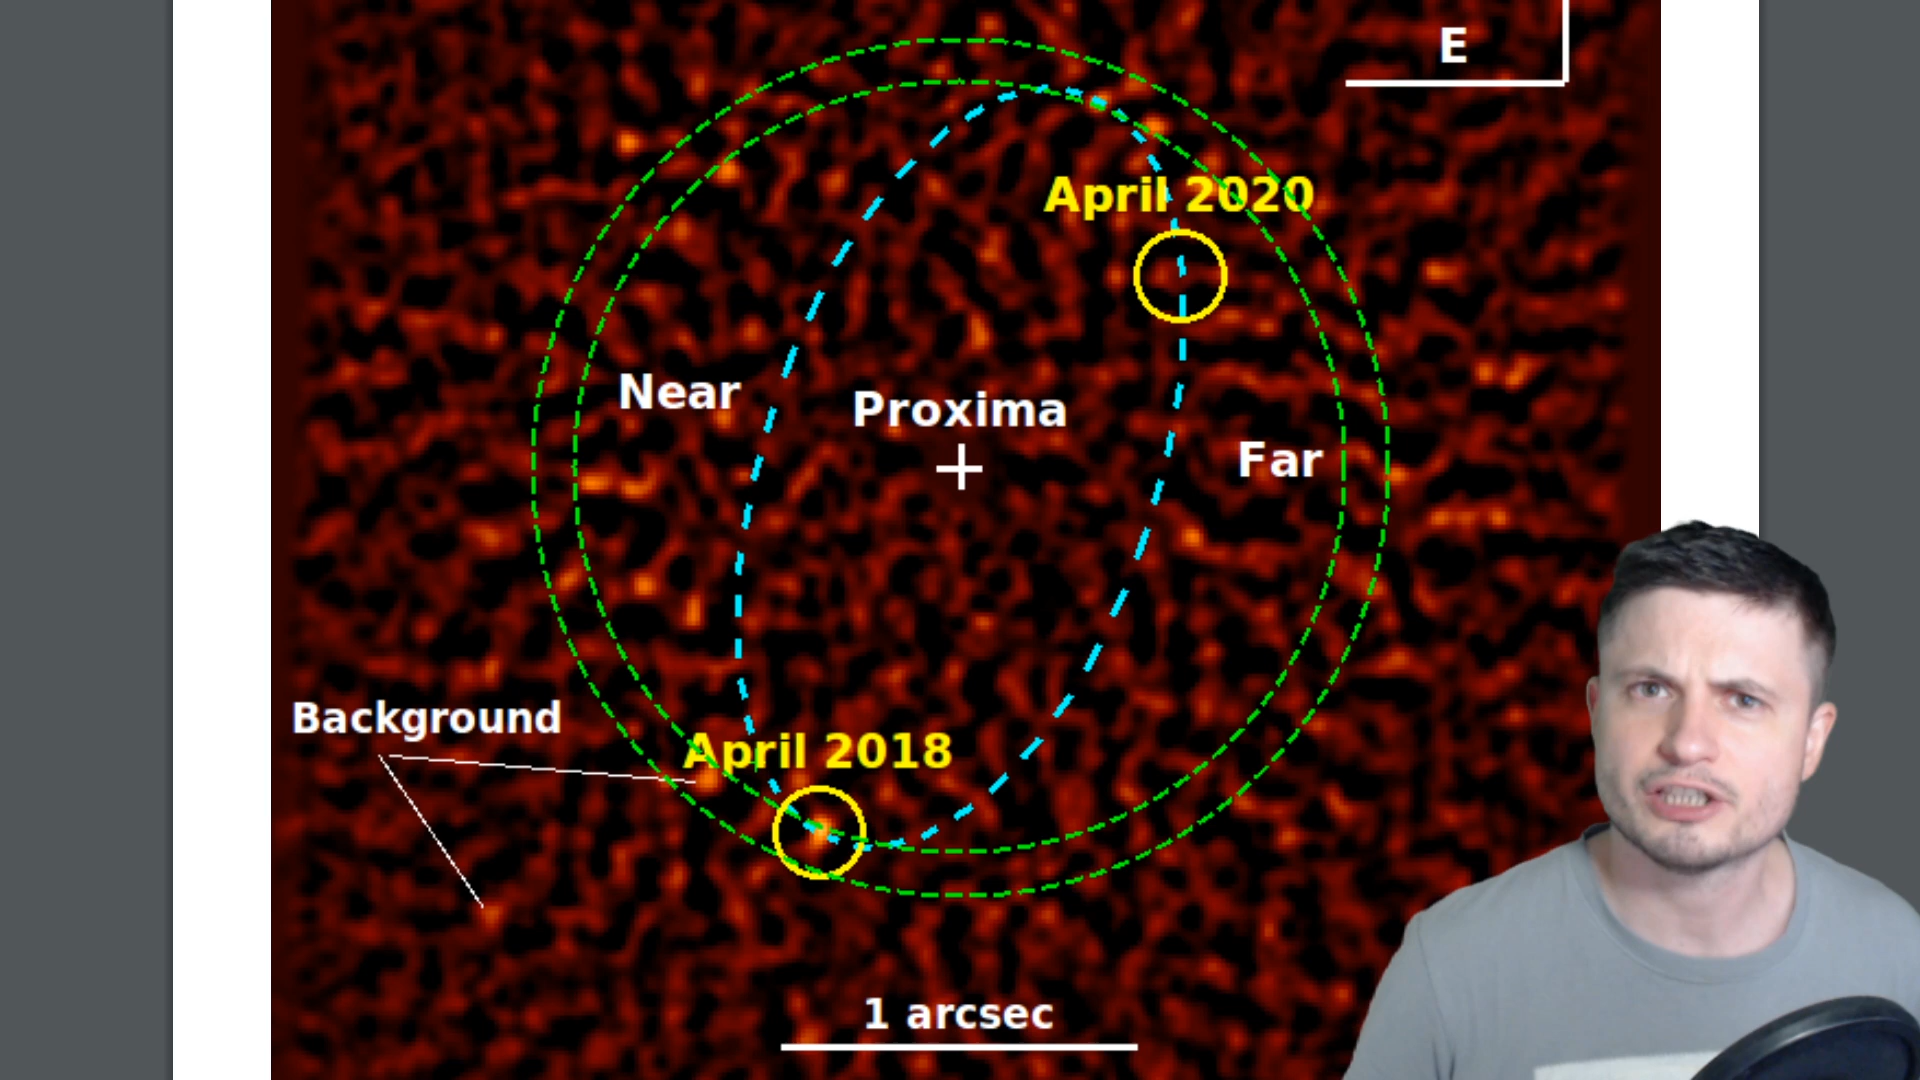 E
April 2020
Near
Proxima
Far
Background
April 2018
1 arcsec